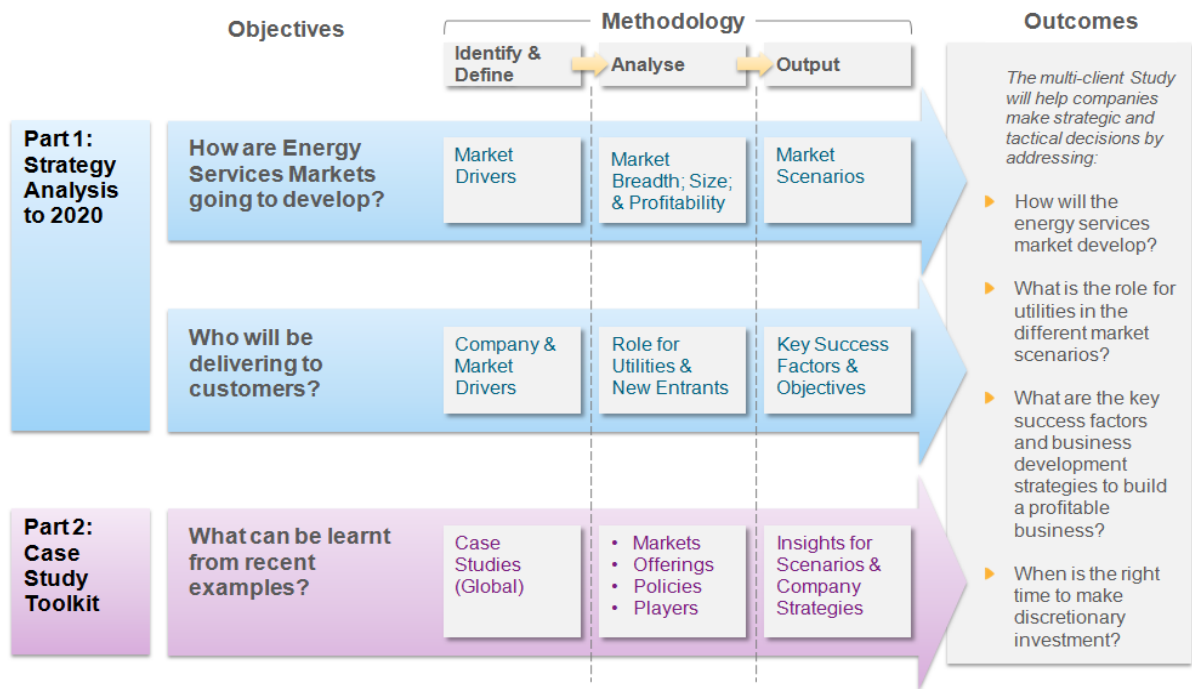 Objectives
Methodology
Outcomes
Identify &
Define
Analyse
Output
Part 1:
Strategy
Analysis
to 2020
How are Energy
Services Markets
going to develop?
Market
Drivers
Market
Breadth; Size;
& Profitability
Market
Scenarios
Who will be
delivering to
customers?
Company &
Market
Drivers
Role for
Utilities &
New Entrants
Key Success
Factors &
Objectives
Part 2:
Case
Study
Toolkit
What can be learnt
from recent
examples?
Case
Studies
(Global)
• Markets
• Offerings
• Policies
• Players
Insights for
Scenarios &
Company
Strategies
The multi-client Study
will help companies
make strategic and
tactical decisions by
addressing:
How will the
energy services
market develop?
What is the role for
utilities in the
different market
scenarios?
What are the key
success factors
and business
development
strategies to build
a profitable
business?
When is the right
time to make
discretionary
investment?